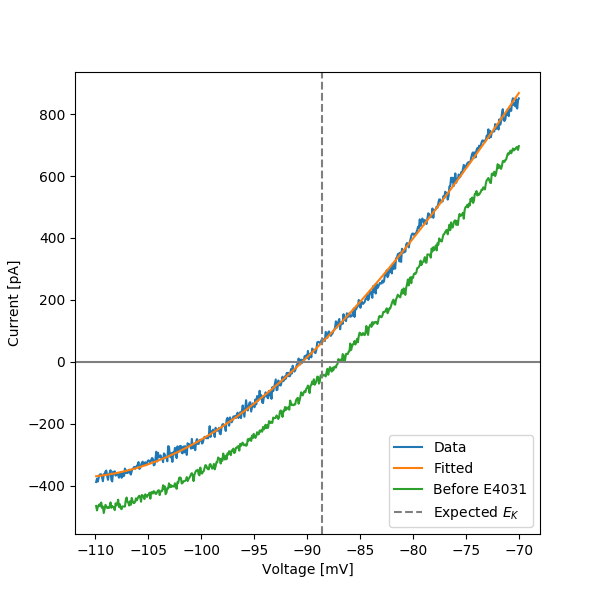 800
600
400
200
0
−200
−400
Current [pA]
Data
Fitted
Before E4031
Expected E_K
−110 −105 −100 −95 −90 −85 −80 −75 −70
Voltage [mV]